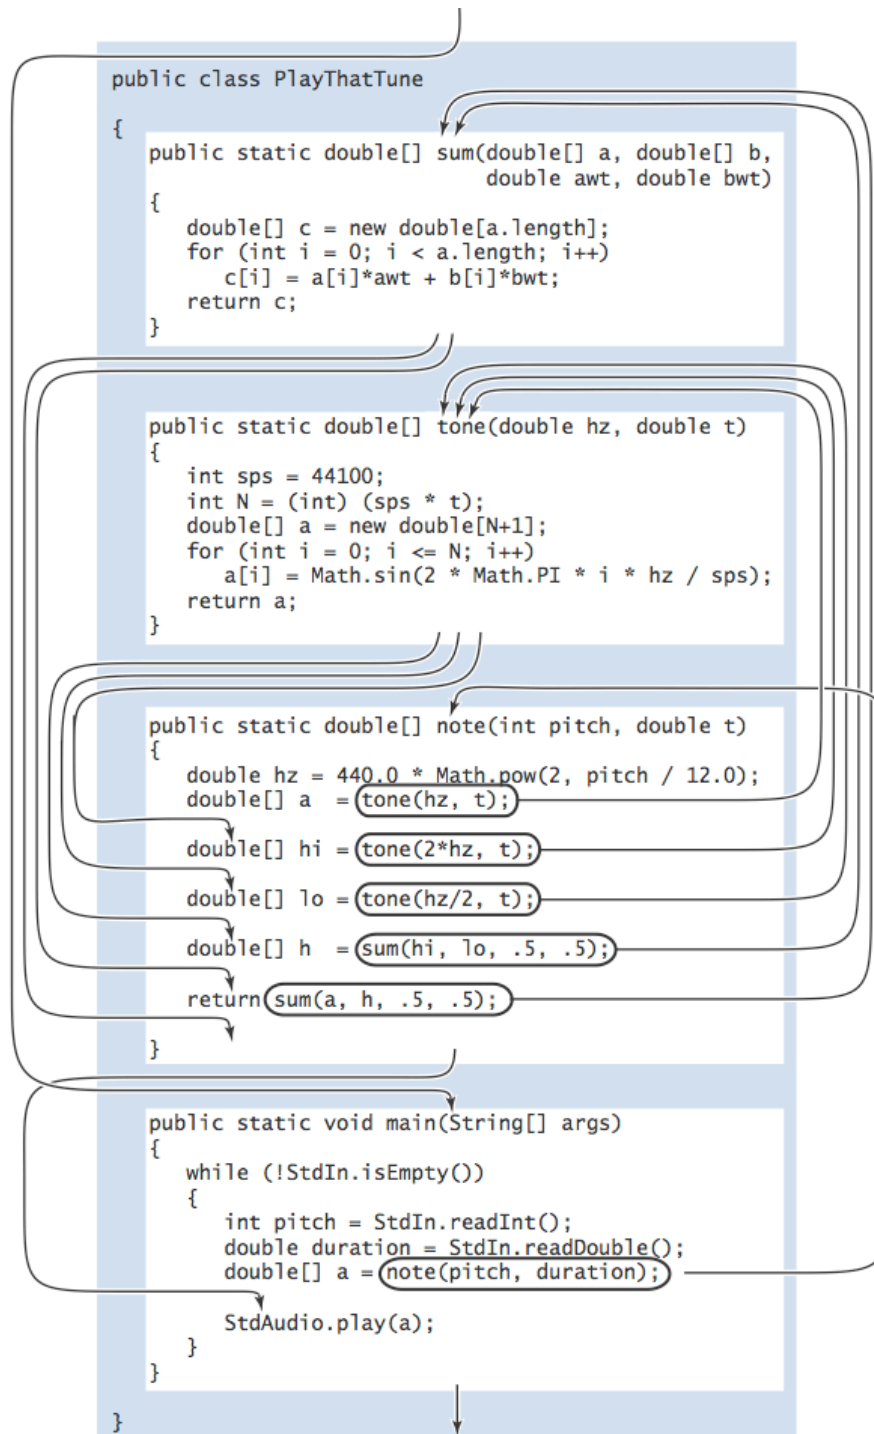 public class PlayThatTune
{
public static double[] sum(double[] a, double[] b,
double awt, double bwt)
{
double[] c = new double[a.length];
for (int i = 0; i < a.length; i++)
c[i] = a[i]*awt + b[i]*bwt;
return c;
}
public static double[] tone(double hz, double t)
{
int sps = 44100;
int N = (int) (sps * t);
double[] a = new double[N+1];
for (int i = 0; i <= N; i++)
a[i] = Math.sin(2 * Math.PI * i * hz / sps);
return a;
}
public static double[] note(int pitch, double t)
{
double hz = 440.0 * Math.pow(2, pitch / 12.0);
double[] a = tone(hz, t);
double[] hi = tone(2*hz, t);
double[] lo = tone(hz/2, t);
double[] h = sum(hi, lo, .5, .5);
return sum(a, h, .5, .5);
}
public static void main(String[] args)
{
while (!StdIn.isEmpty())
{
int pitch = StdIn.readInt();
double duration = StdIn.readDouble();
double[] a = note(pitch, duration);
StdAudio.play(a);
}
}
}